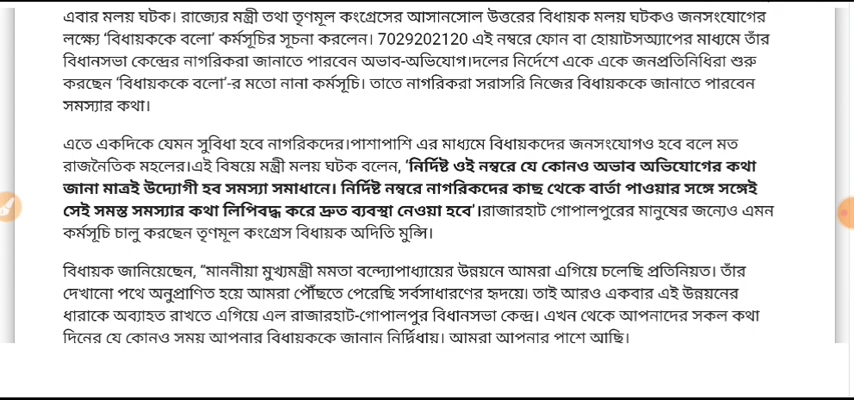 এবার মলয় ঘটক। রাজ্যের মন্ত্রী তথা তৃণমূল কংগ্রেসের আসানসোল উত্তরের বিধায়ক মলয় ঘটকও জনসংযোগের
লক্ষ্যে ‘বিধায়ককে বলো’ কর্মসূচির সূচনা করলেন। 7029202120 এই নম্বরে ফোন বা হোয়াটসঅ্যাপের মাধ্যমে তাঁর
বিধানসভা কেন্দ্রের নাগরিকরা জানাতে পারবেন অভাব-অভিযোগ।দলের নির্দেশে একে একে জনপ্রতিনিধিরা শুরু
করছেন ‘বিধায়ককে বলো’-র মতো নানা কর্মসূচি। তাতে নাগরিকরা সরাসরি নিজের বিধায়ককে জানাতে পারবেন
সমস্যার কথা।
এতে একদিকে যেমন সুবিধা হবে নাগরিকদের।পাশাপাশি এর মাধ্যমে বিধায়কদের জনসংযোগও হবে বলে মত
রাজনৈতিক মহলের।এই বিষয়ে মন্ত্রী মলয় ঘটক বলেন, ‘নির্দিষ্ট ওই নম্বরে যে কোনও অভাব অভিযোগের কথা
জানা মাত্রই উদ্যোগী হব সমস্যা সমাধানে। নির্দিষ্ট নম্বরে নাগরিকদের কাছ থেকে বার্তা পাওয়ার সঙ্গে সঙ্গেই
সেই সমস্ত সমস্যার কথা লিপিবদ্ধ করে দ্রুত ব্যবস্থা নেওয়া হবে’।রাজারহাট গোপালপুরের মানুষের জন্যেও এমন
কর্মসূচি চালু করছেন তৃণমূল কংগ্রেস বিধায়ক অদিতি মুন্সি।
বিধায়ক জানিয়েছেন, “মাননীয়া মুখ্যমন্ত্রী মমতা বন্দ্যোপাধ্যায়ের উন্নয়নে আমরা এগিয়ে চলেছি প্রতিনিয়ত। তাঁর
দেখানো পথে অনুপ্রাণিত হয়ে আমরা পৌঁছতে পেরেছি সর্বসাধারণের হৃদয়ে। তাই আরও একবার এই উন্নয়নের
ধারাকে অব্যাহত রাখতে এগিয়ে এল রাজারহাট-গোপালপুর বিধানসভা কেন্দ্র। এখন থেকে আপনাদের সকল কথা
দিনের যে কোনও সময় আপনার বিধায়ককে জানান নির্দ্বিধায়। আমরা আপনার পাশে আছি।